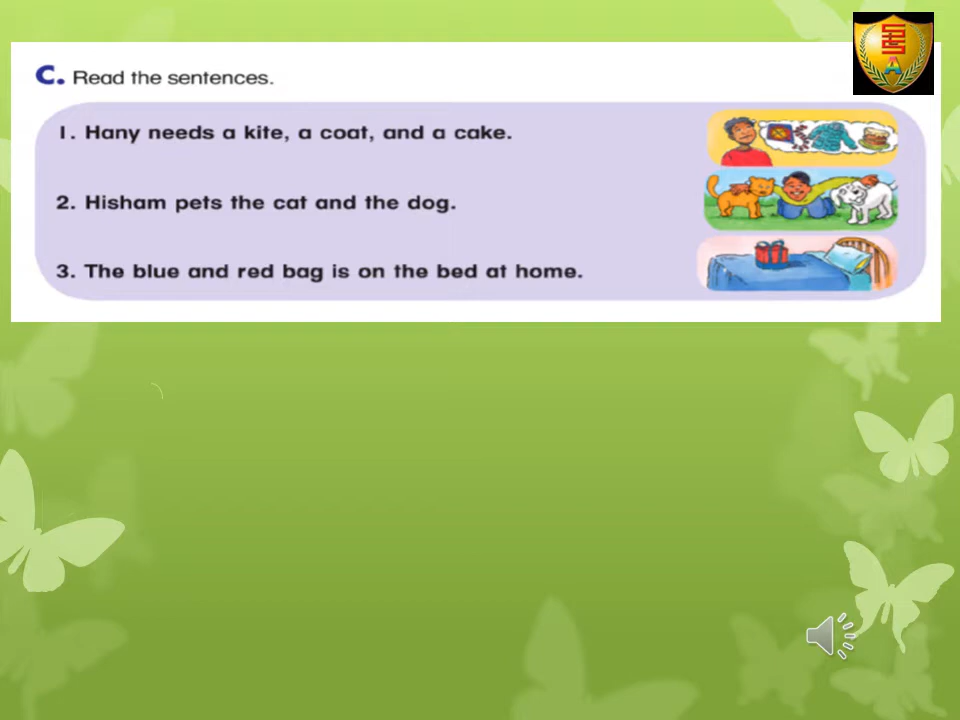 C. Read the sentences.
1. Hany needs a kite, a coat, and a cake.
2. Hisham pets the cat and the dog.
3. The blue and red bag is on the bed at home.